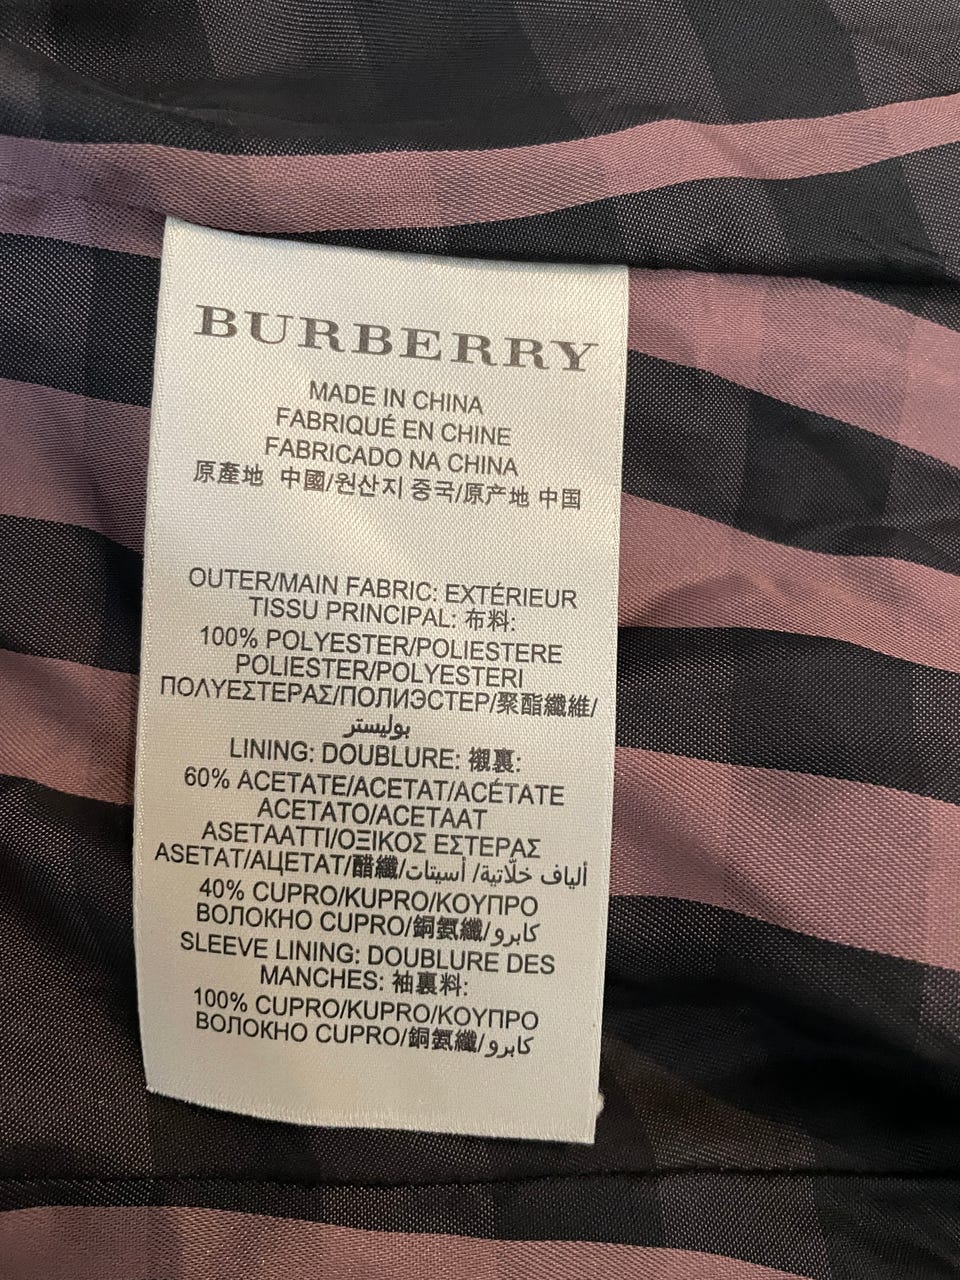 BURBERRY
MADE IN CHINA
FABRIQUÉ EN CHINE
FABRICADO NA CHINA
原產地 中國/원산지 중국/原产地 中国
OUTER/MAIN FABRIC: EXTÉRIEUR
TISSU PRINCIPAL: 布料:
100% POLYESTER/POLIESTERE
POLIESTER/POLYESTERI
ΠΟΛΥΕΣΤΕΡΑΣ/ПОЛИЭСТЕР/聚酯纖維/
بوليستر
LINING: DOUBLURE: 襯裏:
60% ACETATE/ACETAT/ACÉTATE
ACETATO/ACETAAT
ASETAATTI/ΟΞΙΚΟΣ ΕΣΤΕΡΑΣ
ASETAT/АЦЕТАТ/醋纖/ألياف خلّاتية/ أسيتات
40% CUPRO/KUPRO/ΚΟΥΠΡΟ
ВОЛОКНО CUPRO/銅氨纖/كابرو
SLEEVE LINING: DOUBLURE DES
MANCHES: 袖裏料:
100% CUPRO/KUPRO/ΚΟΥΠΡΟ
ВОЛОКНО CUPRO/銅氨纖/كابرو